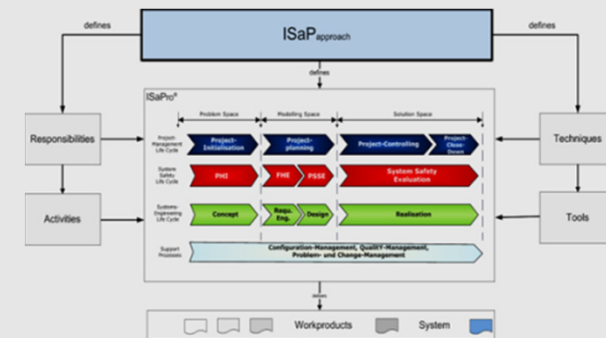 ISaPapproach
defines
defines
defines
ISaPro®
Problem Space
Modelling Space
Solution Space
Responsibilities
Activities
Techniques
Tools
Project-
Management
Life Cycle
Project-
Initialisation
Project-
planning
Project-Controlling
Project-
Close-
Down
System
Safety
Life Cycle
PHI
FHE
PSSE
System Safety
Evaluation
Systems-
Engineering
Life Cycle
Concept
Requ.
Eng.
Design
Realisation
Support
Processes
Configuration-Management, Quality-Management,
Problem- und Change-Management
Workproducts
System